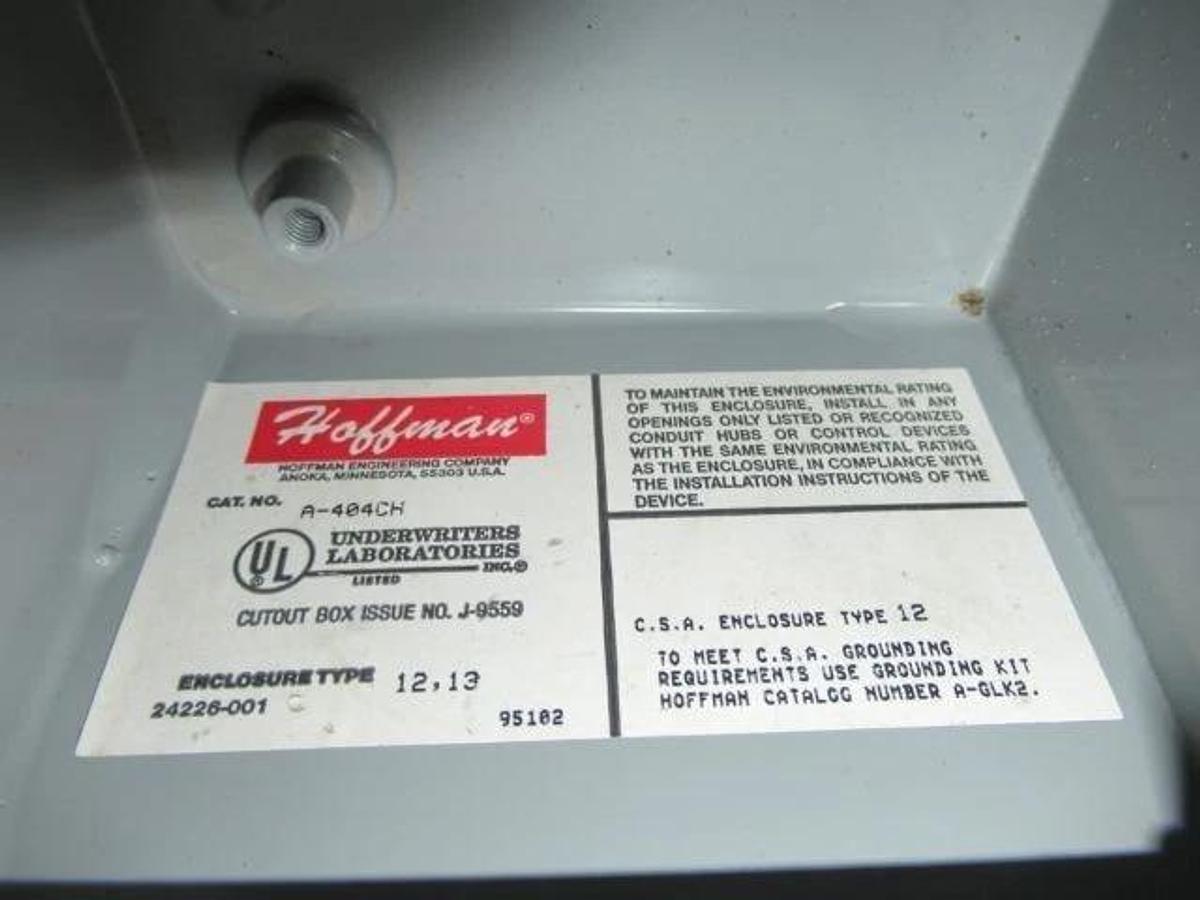 Hoffman®
HOFFMAN ENGINEERING COMPANY
ANOKA, MINNESOTA, 55303 U.S.A.
CAT. NO. A-404CH
UL®
UNDERWRITERS
LABORATORIES
INC.®
LISTED
CUTOUT BOX ISSUE NO. J-9559
ENCLOSURE TYPE 12,13
24226-001
95102
TO MAINTAIN THE ENVIRONMENTAL RATING
OF THIS ENCLOSURE, INSTALL IN ANY
OPENINGS ONLY LISTED OR RECOGNIZED
CONDUIT HUBS OR CONTROL DEVICES
WITH THE SAME ENVIRONMENTAL RATING
AS THE ENCLOSURE, IN COMPLIANCE WITH
THE INSTALLATION INSTRUCTIONS OF THE
DEVICE.
C.S.A. ENCLOSURE TYPE 12
TO MEET C.S.A. GROUNDING
REQUIREMENTS USE GROUNDING KIT
HOFFMAN CATALOG NUMBER A-GLK2.